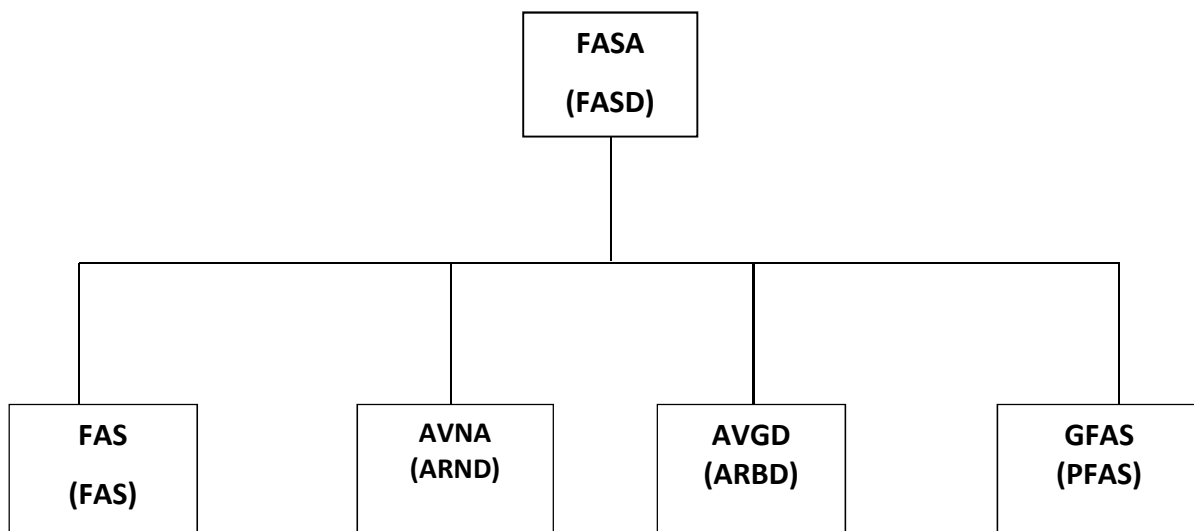 FASA
(FASD)
FAS
(FAS)
AVNA
(ARND)
AVGD
(ARBD)
GFAS
(PFAS)